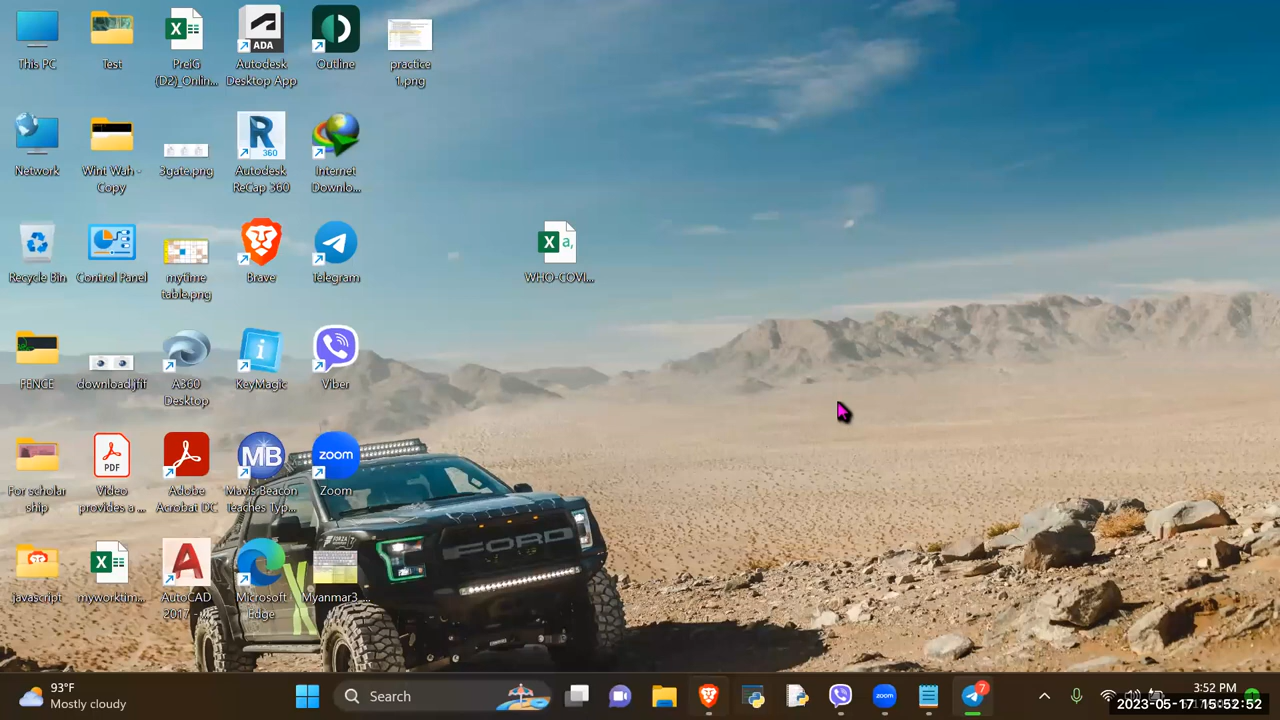 This PC
Test
PreiG
(D2)_Onlin...
Autodesk
Desktop App
Outline
practice
1.png
Network
Wint Wah -
Copy
3gate.png
Autodesk
ReCap 360
Internet
Downlo...
Recycle Bin
Control Panel
mytime
table.png
Brave
Telegram
WHO-COVI...
FENCE
download.jfif
A360
Desktop
KeyMagic
Viber
For scholar
ship
Video
provides a ...
Adobe
Acrobat DC
Mavis Beacon
Teaches Typ...
Zoom
Javascript
myworktim...
AutoCAD
2017 - ...
Microsoft
Edge
Myanmar3_...
ADA
R
360
MB
zoom
PDF
FORD
93°F
Mostly cloudy
Search
zoom
7
3:52 PM
2023-05-17 15:52:52